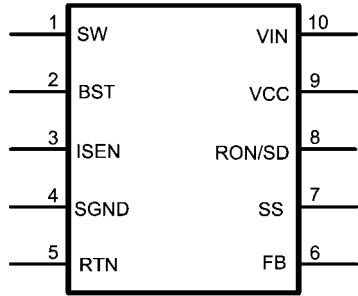 1 SW VIN 10
2 BST VCC 9
3 ISEN RON/SD 8
4 SGND SS 7
5 RTN FB 6